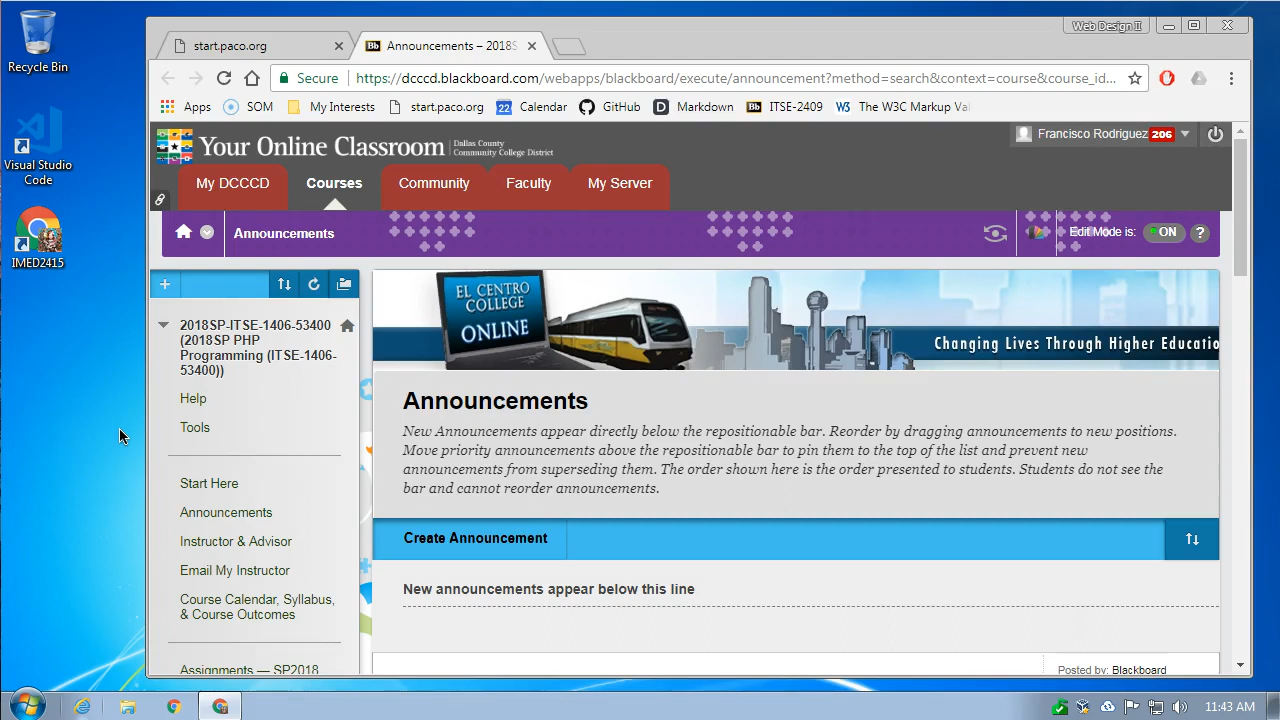 Recycle Bin
Visual Studio
Code
IMED2415
Web Design II
start.paco.org
Announcements – 2018S
Secure
https://dcccd.blackboard.com/webapps/blackboard/execute/announcement?method=search&context=course&course_id...
Apps
SOM
My Interests
start.paco.org
22
Calendar
GitHub
D
Markdown
Bb
ITSE-2409
W3
The W3C Markup Val
Your Online Classroom
Dallas County
Community College District
Francisco Rodriguez 206
My DCCCD
Courses
Community
Faculty
My Server
Announcements
Edit Mode is:
ON
?
2018SP-ITSE-1406-53400
(2018SP PHP
Programming (ITSE-1406-
53400))
Help
Tools
Start Here
Announcements
Instructor & Advisor
Email My Instructor
Course Calendar, Syllabus,
& Course Outcomes
Assignments — SP2018
EL CENTRO
COLLEGE
ONLINE
Changing Lives Through Higher Educatio
Announcements
New Announcements appear directly below the repositionable bar. Reorder by dragging announcements to new positions.
Move priority announcements above the repositionable bar to pin them to the top of the list and prevent new
announcements from superseding them. The order shown here is the order presented to students. Students do not see the
bar and cannot reorder announcements.
Create Announcement
New announcements appear below this line
Posted by: Blackboard
11:43 AM